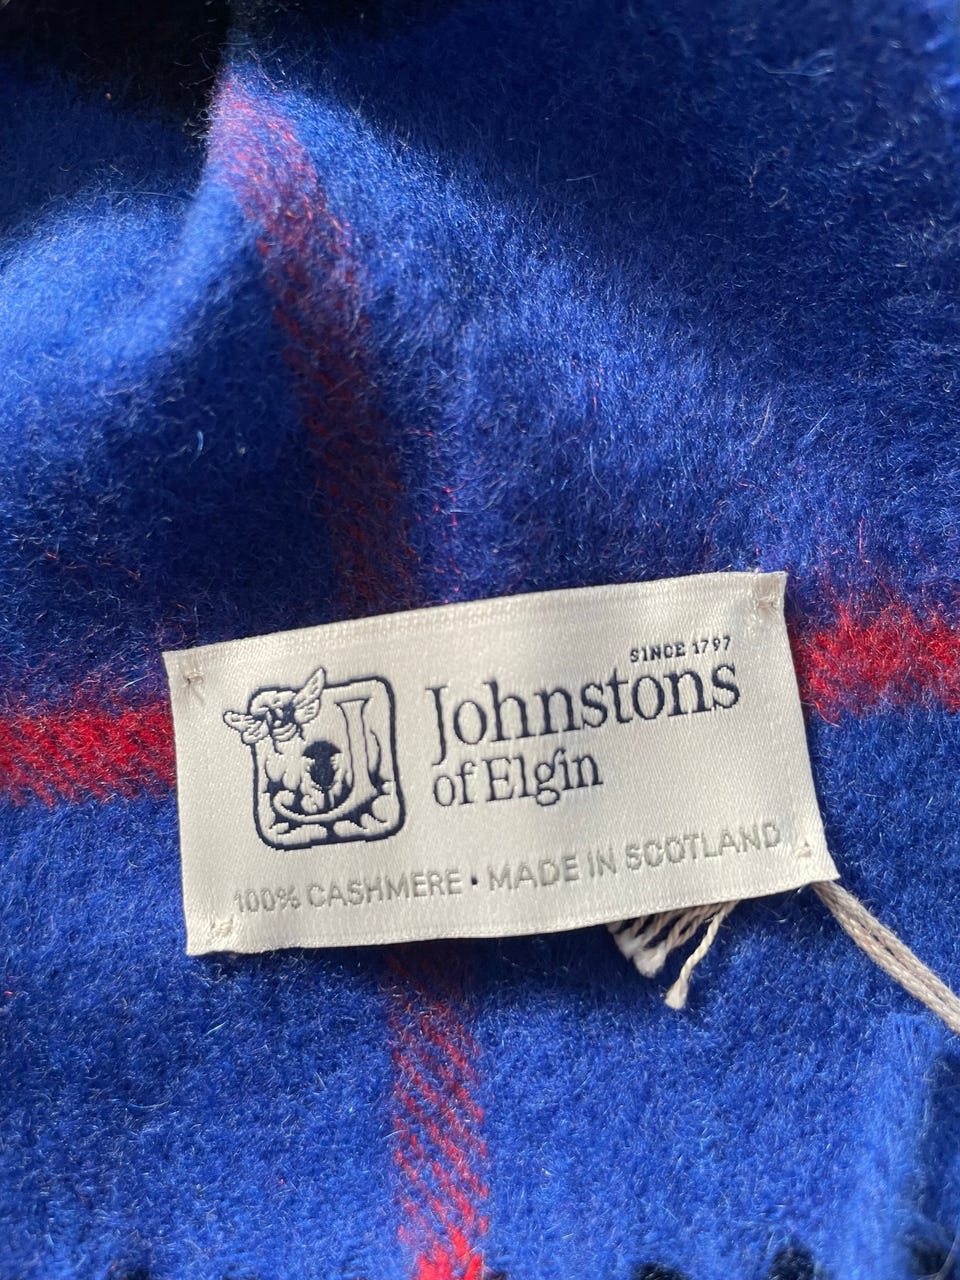 SINCE 1797
Johnstons
of Elgin
100% CASHMERE • MADE IN SCOTLAND